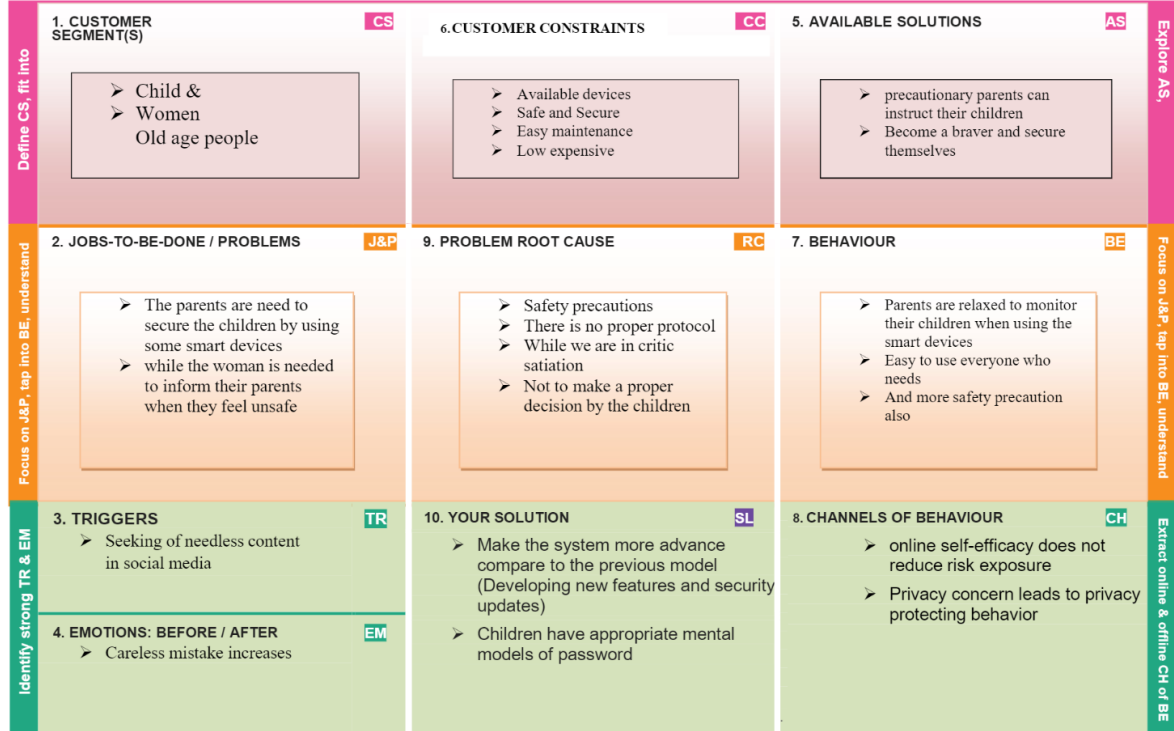 Define CS, fit into
1. CUSTOMER
SEGMENT(S)
CS
➢ Child &
➢ Women
Old age people
6.CUSTOMER CONSTRAINTS
CC
➢ Available devices
➢ Safe and Secure
➢ Easy maintenance
➢ Low expensive
5. AVAILABLE SOLUTIONS
AS
➢ precautionary parents can
instruct their children
➢ Become a braver and secure
themselves
Explore AS,
Focus on J&P, tap into BE, understand
2. JOBS-TO-BE-DONE / PROBLEMS
J&P
➢ The parents are need to
secure the children by using
some smart devices
➢ while the woman is needed
to inform their parents
when they feel unsafe
9. PROBLEM ROOT CAUSE
RC
➢ Safety precautions
➢ There is no proper protocol
➢ While we are in critic
satiation
➢ Not to make a proper
decision by the children
7. BEHAVIOUR
BE
➢ Parents are relaxed to monitor
their children when using the
smart devices
➢ Easy to use everyone who
needs
➢ And more safety precaution
also
Focus on J&P, tap into BE, understand
Identify strong TR & EM
3. TRIGGERS
TR
➢ Seeking of needless content
in social media
4. EMOTIONS: BEFORE / AFTER
EM
➢ Careless mistake increases
10. YOUR SOLUTION
SL
➢ Make the system more advance
compare to the previous model
(Developing new features and security
updates)
➢ Children have appropriate mental
models of password
8. CHANNELS OF BEHAVIOUR
CH
➢ online self-efficacy does not
reduce risk exposure
➢ Privacy concern leads to privacy
protecting behavior
Extract online & offline CH of BE